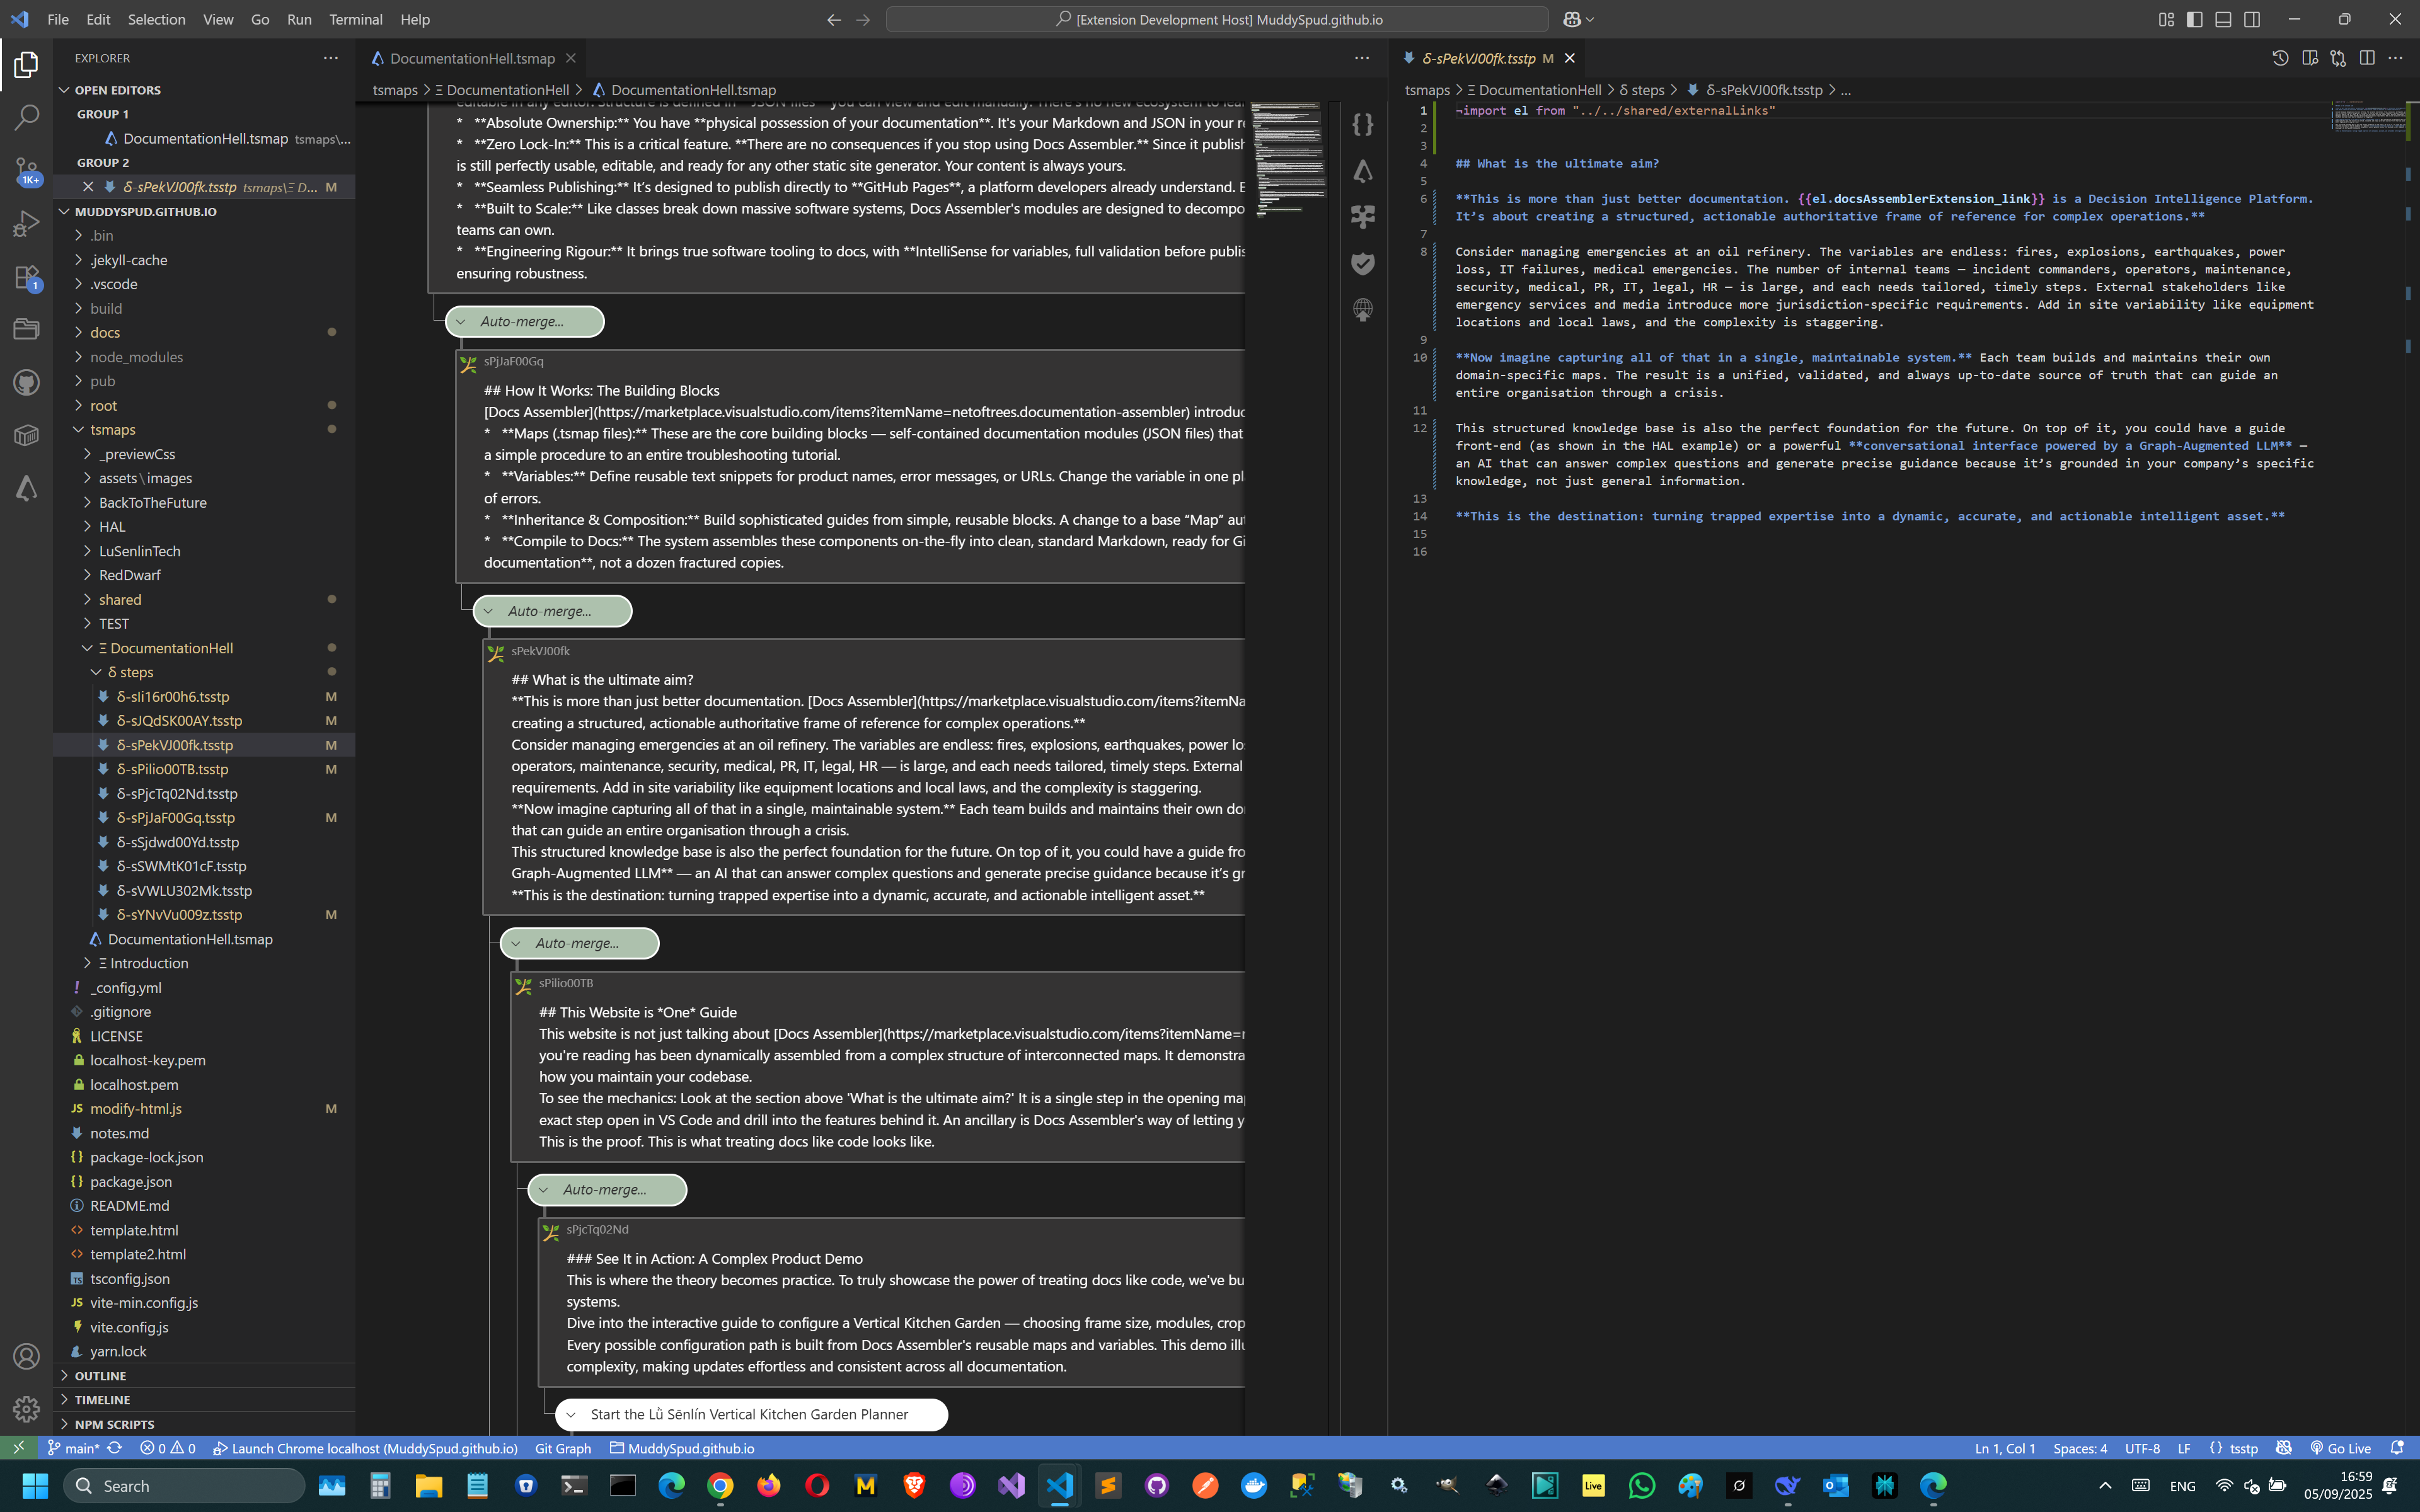 File Edit Selection View Go Run Terminal Help
[Extension Development Host] MuddySpud.github.io
EXPLORER
OPEN EDITORS
GROUP 1
DocumentationHell.tsmap tsmaps\...
GROUP 2
δ-sPekVJ00fk.tsstp tsmaps\Ξ D... M
MUDDYSPUD.GITHUB.IO
.bin
.jekyll-cache
.vscode
build
docs
node_modules
pub
root
tsmaps
_previewCss
assets\images
BackToTheFuture
HAL
LuSenlinTech
RedDwarf
shared
TEST
Ξ DocumentationHell
δ steps
δ-sIi16r00h6.tsstp M
δ-sJQdSK00AY.tsstp M
δ-sPekVJ00fk.tsstp M
δ-sPilio00TB.tsstp M
δ-sPjcTq02Nd.tsstp
δ-sPjJaF00Gq.tsstp M
δ-sSjdwd00Yd.tsstp
δ-sSWMtK01cF.tsstp
δ-sVWLU302Mk.tsstp
δ-sYNvVu009z.tsstp M
DocumentationHell.tsmap
Ξ Introduction
_config.yml
.gitignore
LICENSE
localhost-key.pem
localhost.pem
modify-html.js M
notes.md
package-lock.json
package.json
README.md
template.html
template2.html
tsconfig.json
vite-min.config.js
vite.config.js
yarn.lock
OUTLINE
TIMELINE
NPM SCRIPTS
1K+
1
DocumentationHell.tsmap
tsmaps > Ξ DocumentationHell > DocumentationHell.tsmap
* **Absolute Ownership:** You have **physical possession of your documentation**. It's your Markdown and JSON in your re
* **Zero Lock-In:** This is a critical feature. **There are no consequences if you stop using Docs Assembler.** Since it publish
is still perfectly usable, editable, and ready for any other static site generator. Your content is always yours.
* **Seamless Publishing:** It's designed to publish directly to **GitHub Pages**, a platform developers already understand. E
* **Built to Scale:** Like classes break down massive software systems, Docs Assembler's modules are designed to decompo
teams can own.
* **Engineering Rigour:** It brings true software tooling to docs, with **IntelliSense for variables, full validation before publis
ensuring robustness.
Auto-merge...
sPjJaF00Gq
## How It Works: The Building Blocks
[Docs Assembler](https://marketplace.visualstudio.com/items?itemName=netoftrees.documentation-assembler) introduc
* **Maps (.tsmap files):** These are the core building blocks — self-contained documentation modules (JSON files) that
a simple procedure to an entire troubleshooting tutorial.
* **Variables:** Define reusable text snippets for product names, error messages, or URLs. Change the variable in one pl
of errors.
* **Inheritance & Composition:** Build sophisticated guides from simple, reusable blocks. A change to a base “Map” aut
* **Compile to Docs:** The system assembles these components on-the-fly into clean, standard Markdown, ready for Gi
documentation**, not a dozen fractured copies.
Auto-merge...
sPekVJ00fk
## What is the ultimate aim?
**This is more than just better documentation. [Docs Assembler](https://marketplace.visualstudio.com/items?itemNa
creating a structured, actionable authoritative frame of reference for complex operations.**
Consider managing emergencies at an oil refinery. The variables are endless: fires, explosions, earthquakes, power lo
operators, maintenance, security, medical, PR, IT, legal, HR — is large, and each needs tailored, timely steps. External
requirements. Add in site variability like equipment locations and local laws, and the complexity is staggering.
**Now imagine capturing all of that in a single, maintainable system.** Each team builds and maintains their own do
that can guide an entire organisation through a crisis.
This structured knowledge base is also the perfect foundation for the future. On top of it, you could have a guide fro
Graph-Augmented LLM** — an AI that can answer complex questions and generate precise guidance because it’s gr
**This is the destination: turning trapped expertise into a dynamic, accurate, and actionable intelligent asset.**
Auto-merge...
sPilio00TB
## This Website is *One* Guide
This website is not just talking about [Docs Assembler](https://marketplace.visualstudio.com/items?itemName=n
you're reading has been dynamically assembled from a complex structure of interconnected maps. It demonstra
how you maintain your codebase.
To see the mechanics: Look at the section above 'What is the ultimate aim?' It is a single step in the opening map
exact step open in VS Code and drill into the features behind it. An ancillary is Docs Assembler's way of letting y
This is the proof. This is what treating docs like code looks like.
Auto-merge...
sPjcTq02Nd
### See It in Action: A Complex Product Demo
This is where the theory becomes practice. To truly showcase the power of treating docs like code, we've bu
systems.
Dive into the interactive guide to configure a Vertical Kitchen Garden — choosing frame size, modules, crop
Every possible configuration path is built from Docs Assembler's reusable maps and variables. This demo illu
complexity, making updates effortless and consistent across all documentation.
Start the Lǜ Sēnlín Vertical Kitchen Garden Planner
δ-sPekVJ00fk.tsstp M
tsmaps > Ξ DocumentationHell > δ steps > δ-sPekVJ00fk.tsstp > ...
1 ¬import el from "../../shared/externalLinks"
2
3
4 ## What is the ultimate aim?
5
6 **This is more than just better documentation. {{el.docsAssemblerExtension_link}} is a Decision Intelligence Platform.
It’s about creating a structured, actionable authoritative frame of reference for complex operations.**
7
8 Consider managing emergencies at an oil refinery. The variables are endless: fires, explosions, earthquakes, power
loss, IT failures, medical emergencies. The number of internal teams — incident commanders, operators, maintenance,
security, medical, PR, IT, legal, HR — is large, and each needs tailored, timely steps. External stakeholders like
emergency services and media introduce more jurisdiction-specific requirements. Add in site variability like equipment
locations and local laws, and the complexity is staggering.
9
10 **Now imagine capturing all of that in a single, maintainable system.** Each team builds and maintains their own
domain-specific maps. The result is a unified, validated, and always up-to-date source of truth that can guide an
entire organisation through a crisis.
11
12 This structured knowledge base is also the perfect foundation for the future. On top of it, you could have a guide
front-end (as shown in the HAL example) or a powerful **conversational interface powered by a Graph-Augmented LLM** —
an AI that can answer complex questions and generate precise guidance because it’s grounded in your company’s specific
knowledge, not just general information.
13
14 **This is the destination: turning trapped expertise into a dynamic, accurate, and actionable intelligent asset.**
15
16
main* 0 0 Launch Chrome localhost (MuddySpud.github.io) Git Graph MuddySpud.github.io
Ln 1, Col 1 Spaces: 4 UTF-8 LF {} tsstp Go Live
Search
Live
ENG
16:59
05/09/2025